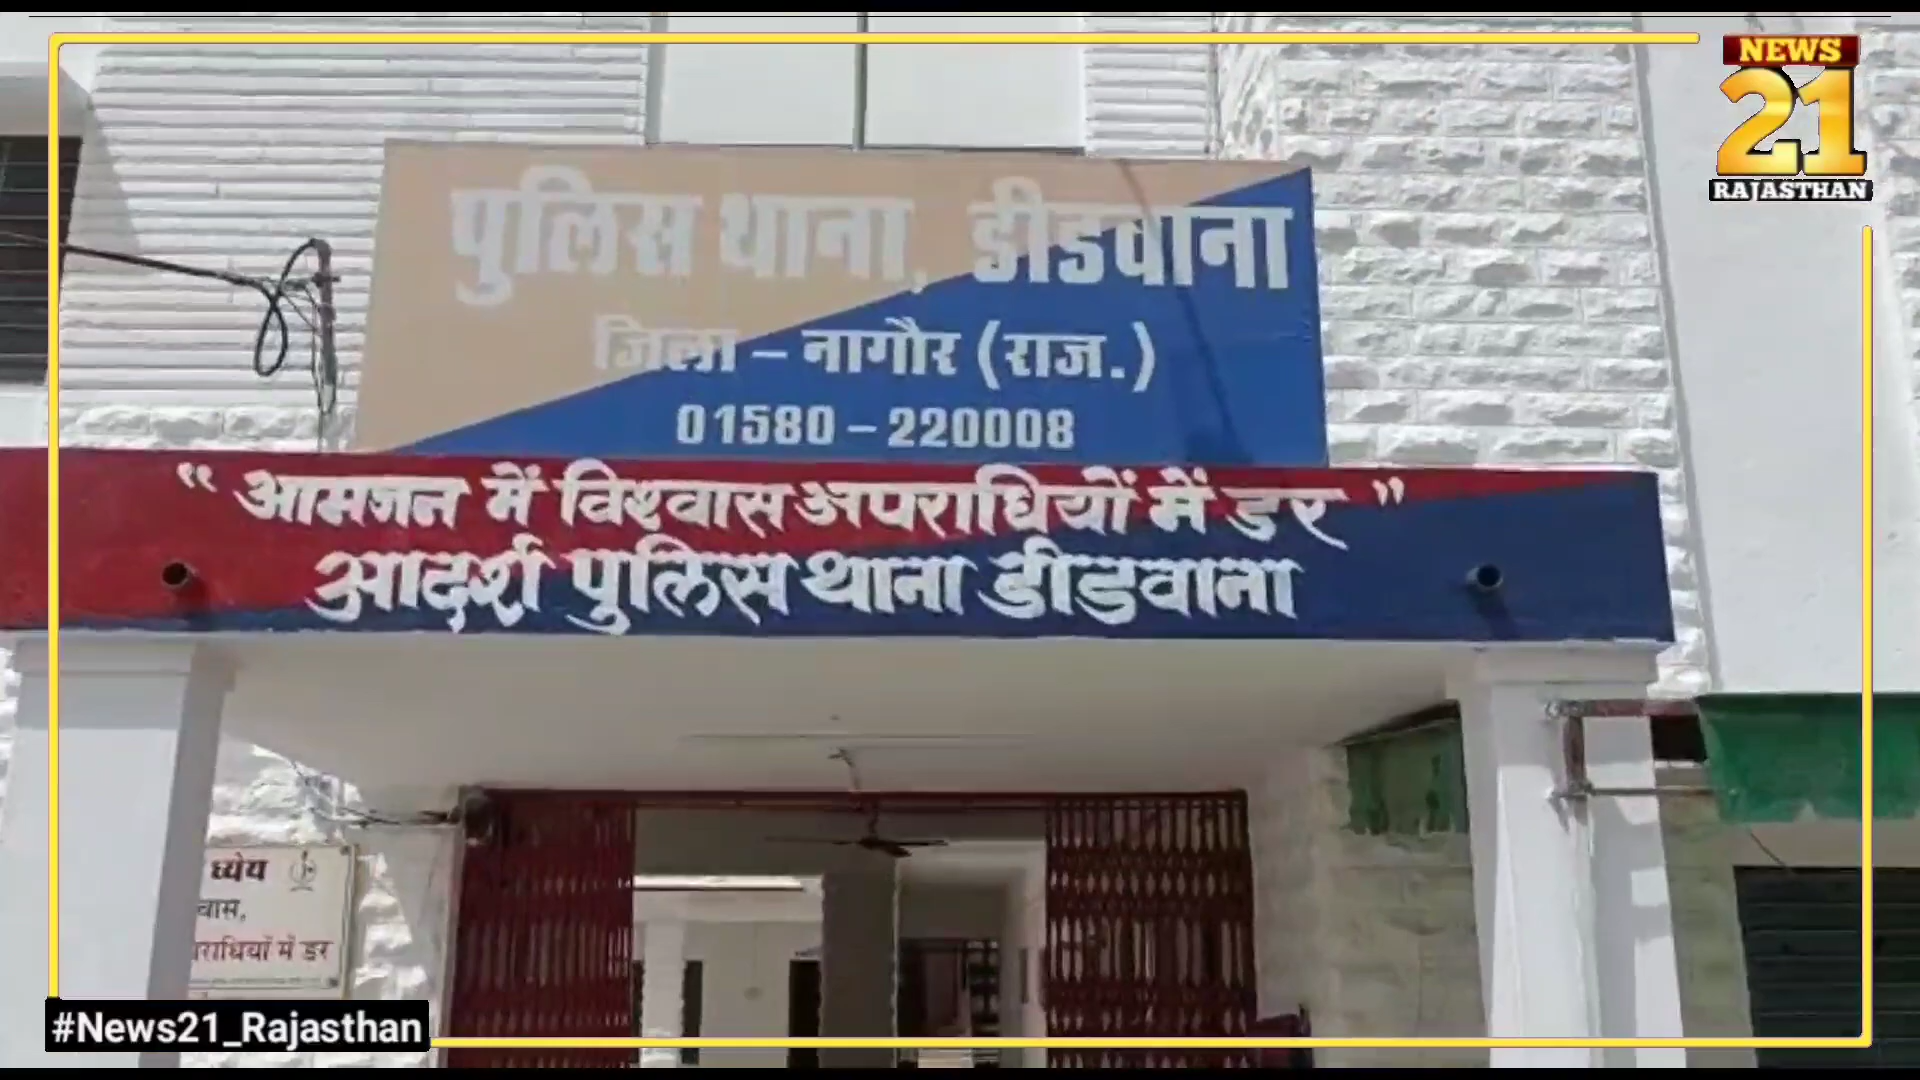 NEWS
21
RAJASTHAN
पुलिस थाना, डीडवाना
जिला – नागौर (राज.)
01580 – 220008
“ आमजन में विश्वास अपराधियों में डर ”
आदर्श पुलिस थाना डीडवाना
ध्येय
वास,
राधियों में डर
#News21_Rajasthan